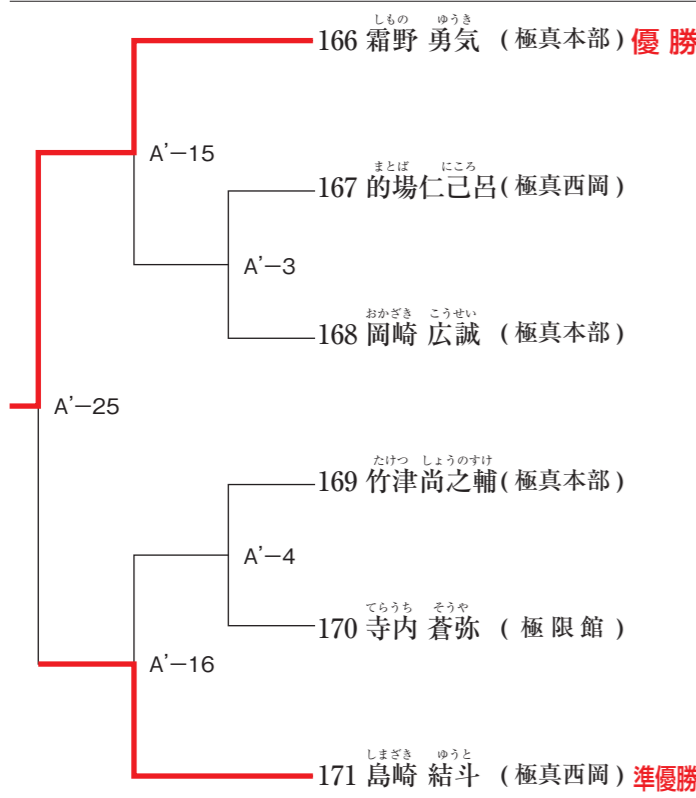 しもの ゆうき
166 霜野 勇気 (極真本部) 優勝
A'−15
まとば にころ
167 的場仁己呂(極真西岡)
A'−3
おかざき こうせい
168 岡崎 広誠 (極真本部)
A'−25
たけつ しょうのすけ
169 竹津尚之輔(極真本部)
A'−4
てらうち そうや
170 寺内 蒼弥 (極限館)
A'−16
しまざき ゆうと
171 島崎 結斗 (極真西岡) 準優勝